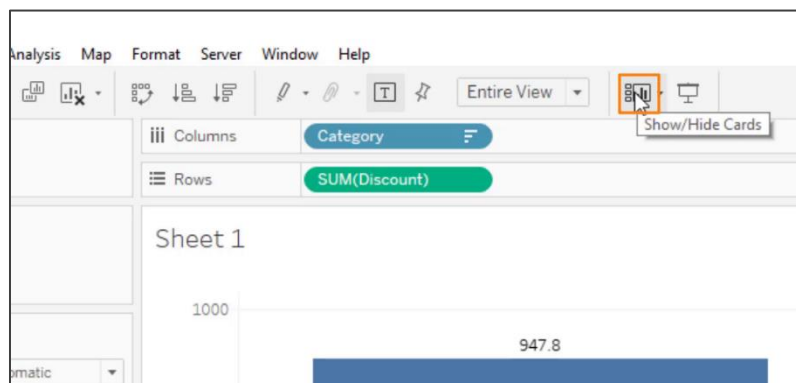 Analysis Map Format Server Window Help
T Entire View
Show/Hide Cards
iii Columns Category
Rows SUM(Discount)
Sheet 1
1000
947.8
omatic